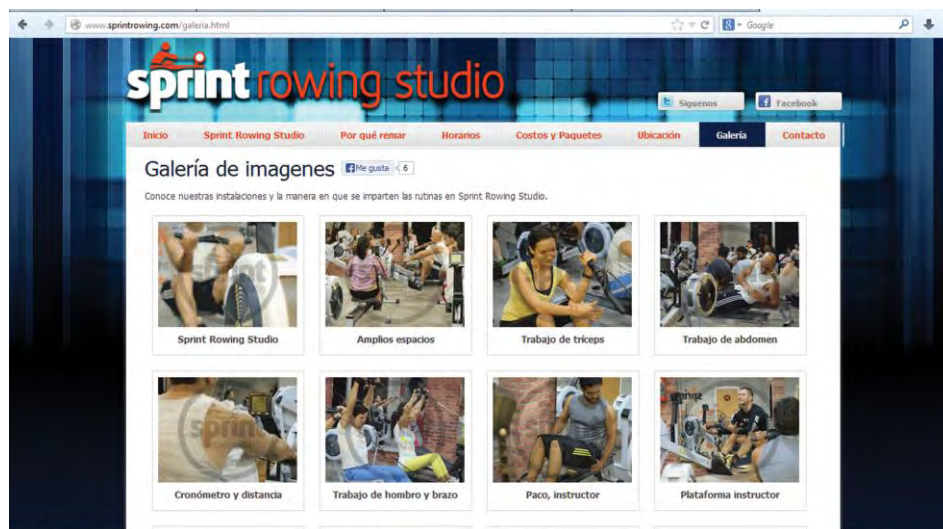 www.sprintrowing.com/galeria.html
Google
sprint rowing studio
Siguenos
Facebook
Inicio
Sprint Rowing Studio
Por qué remar
Horarios
Costos y Paquetes
Ubicación
Galería
Contacto
Galería de imagenes
Me gusta
6
Conoce nuestras instalaciones y la manera en que se imparten las rutinas en Sprint Rowing Studio.
Sprint Rowing Studio
Amplios espacios
Trabajo de tríceps
Trabajo de abdomen
Cronómetro y distancia
Trabajo de hombro y brazo
Paco, instructor
Plataforma instructor